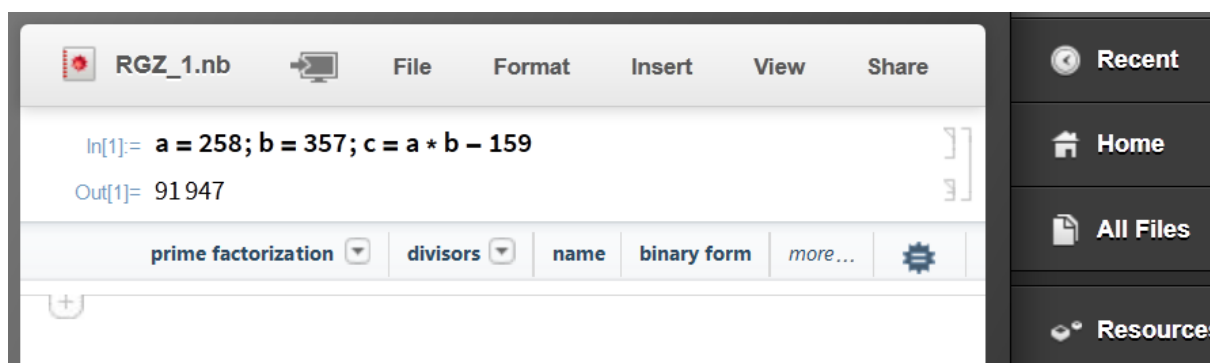 RGZ_1.nb File Format Insert View Share
In[1]:= a = 258; b = 357; c = a * b – 159
Out[1]= 91 947
prime factorization divisors name binary form more...
Recent
Home
All Files
Resources